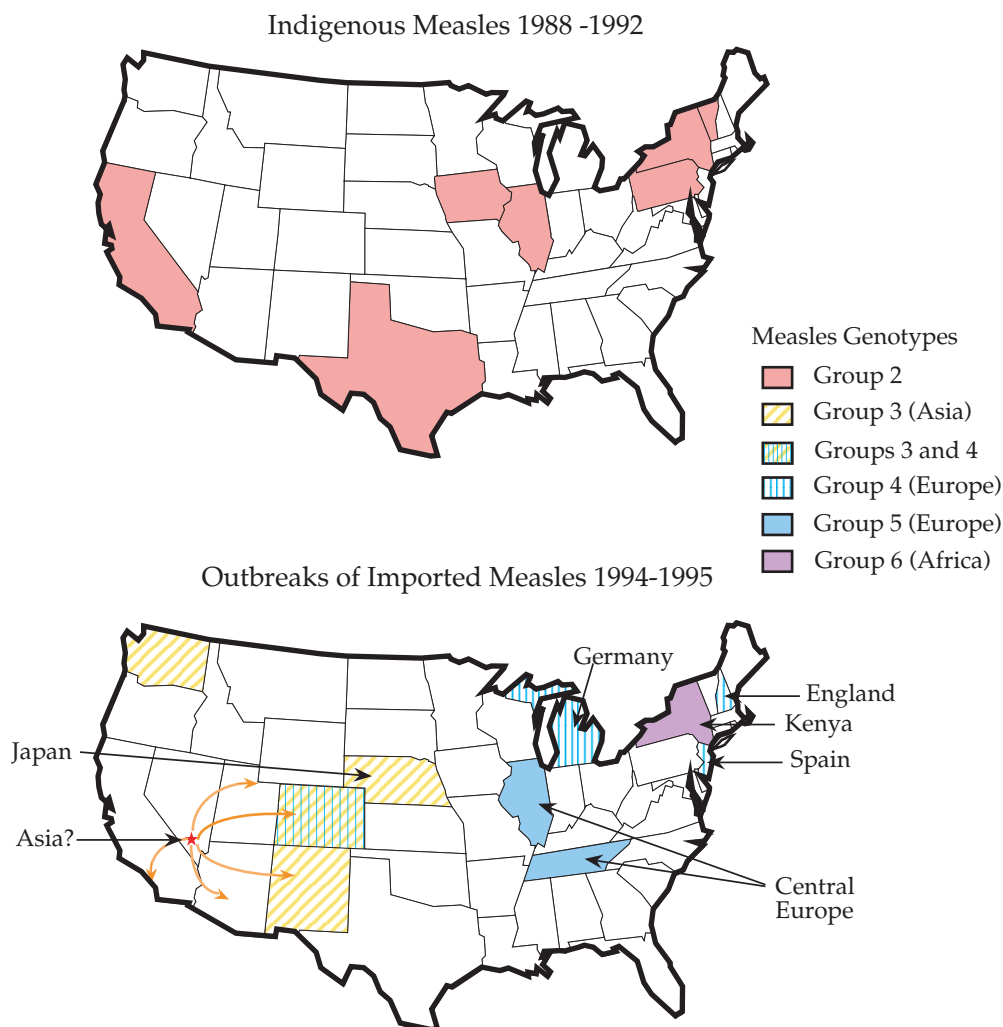 Indigenous Measles 1988 -1992
Measles Genotypes
Group 2
Group 3 (Asia)
Groups 3 and 4
Group 4 (Europe)
Group 5 (Europe)
Group 6 (Africa)
Outbreaks of Imported Measles 1994-1995
Germany
England
Kenya
Spain
Japan
Asia?
Central
Europe